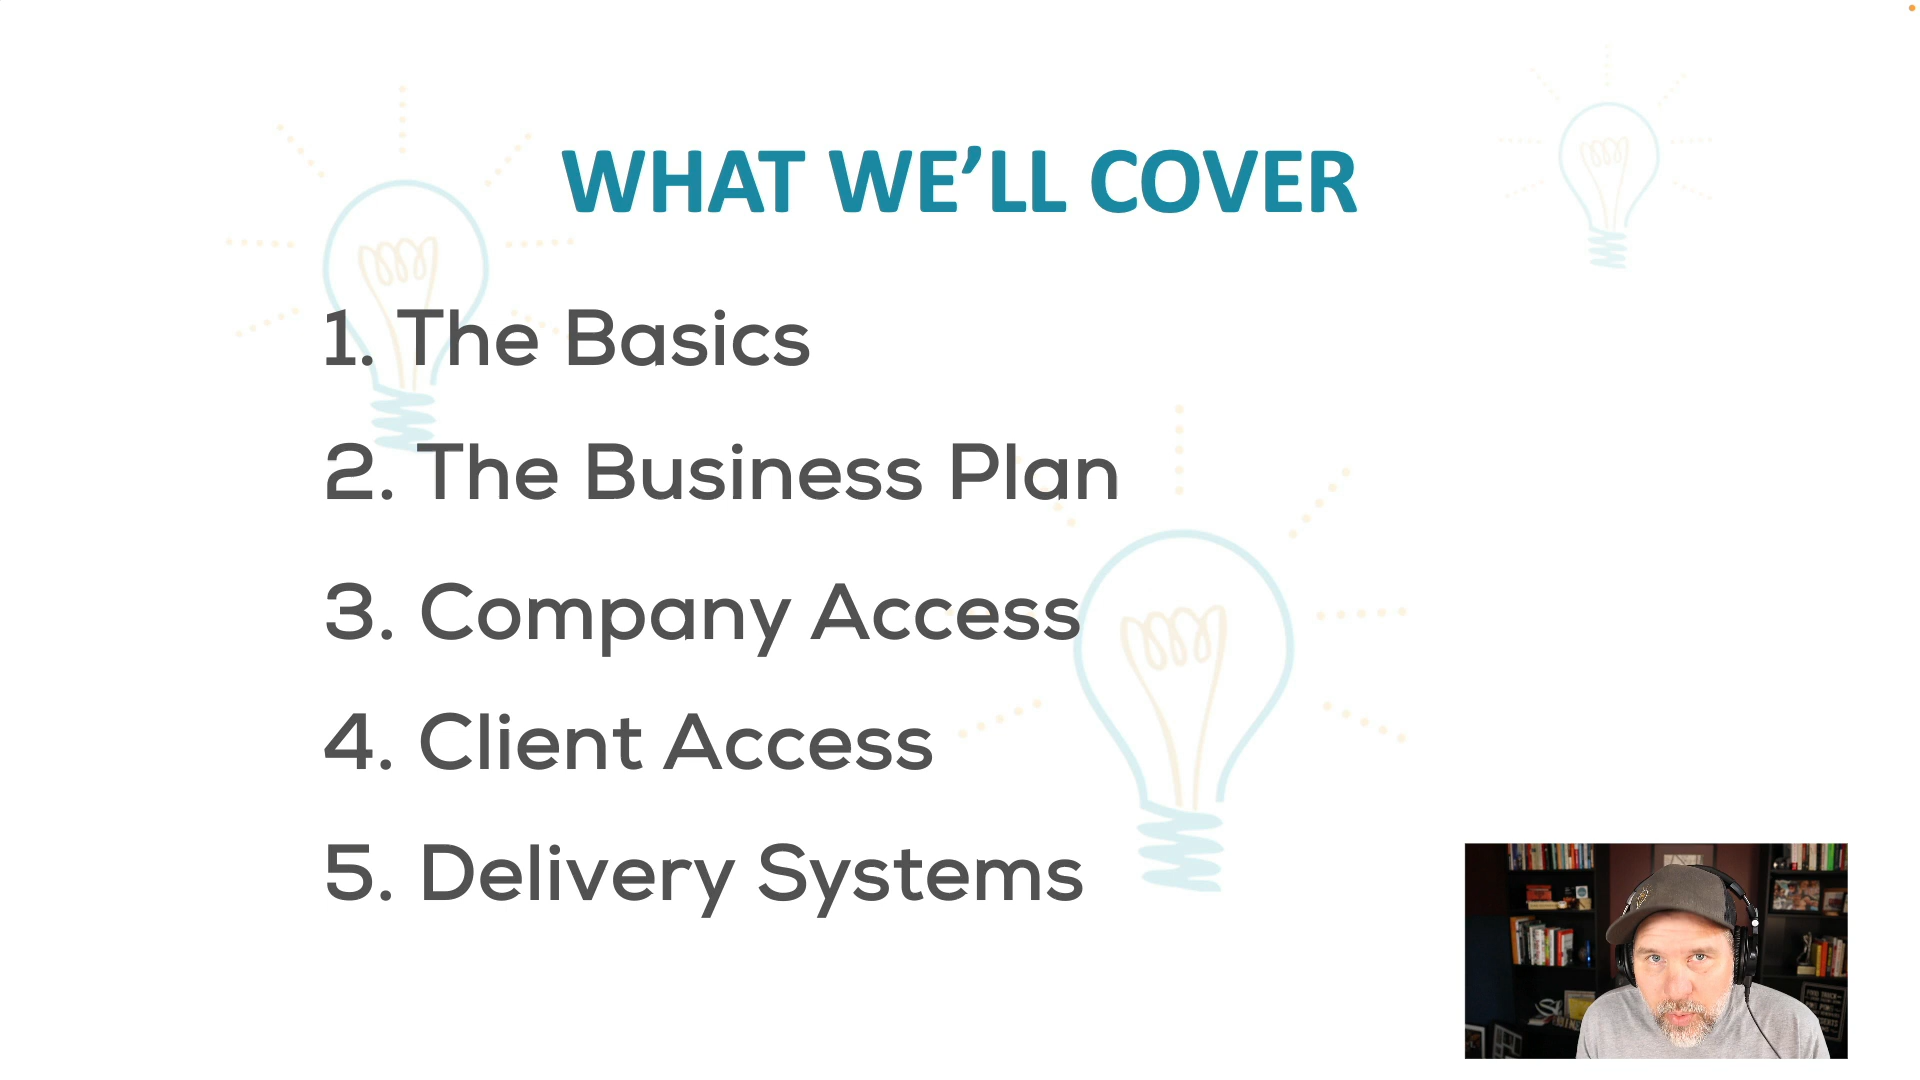 WHAT WE’LL COVER
1. The Basics
2. The Business Plan
3. Company Access
4. Client Access
5. Delivery Systems